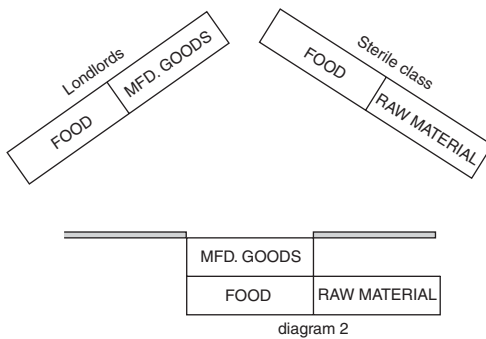 Londlords
FOOD MFD. GOODS
Sterile class
FOOD RAW MATERIAL
MFD. GOODS
FOOD RAW MATERIAL
diagram 2